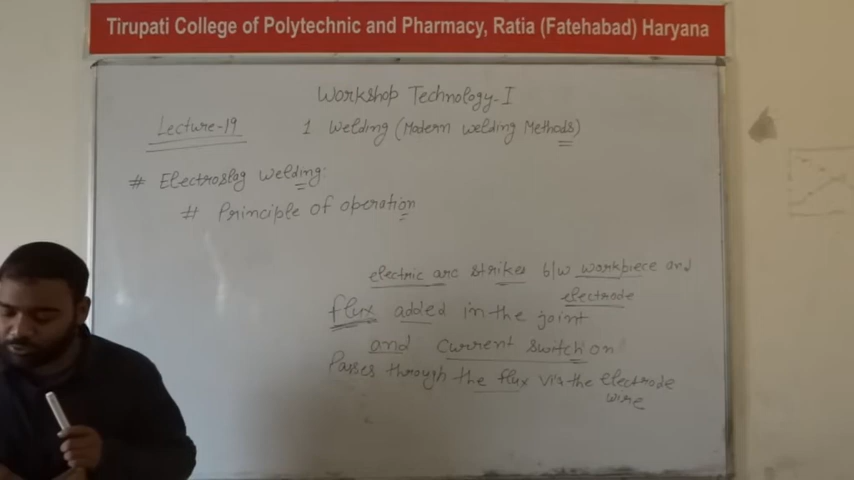 Tirupati College of Polytechnic and Pharmacy, Ratia (Fatehabad) Haryana
Workshop Technology-I
Lecture-19 1 Welding (Modern welding Methods)
# Electroslag welding:
# Principle of operation
electric arc strikes b/w workpiece and
electrode
flux added in the joint
and current switch on
Passes through the flux via the electrode
wire